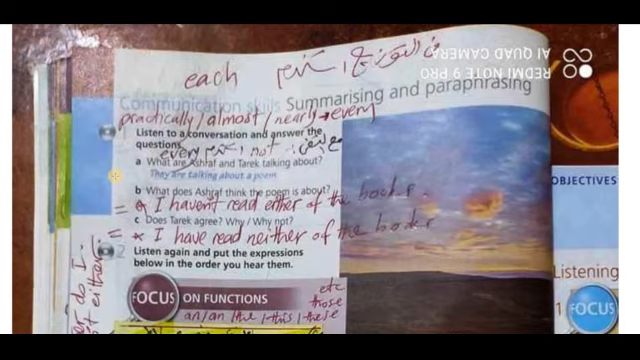 REDMI NOTE 9 PRO
AI QUAD CAMERA
each
Communication skills Summarising and paraphrasing
practically / almost / nearly → every
Listen to a conversation and answer the
questions.
every not
a What are Ashraf and Tarek talking about?
They are talking about a poem
b What does Ashraf think the poem is about?
= * I haven't read either of the books.
c Does Tarek agree? Why / Why not?
= * I have read neither of the books
2 Listen again and put the expressions
below in the order you hear them.
FOCUS ON FUNCTIONS
etc
those
an / the / this / these
do I
either
OBJECTIVES
Listening
1 FOCUS